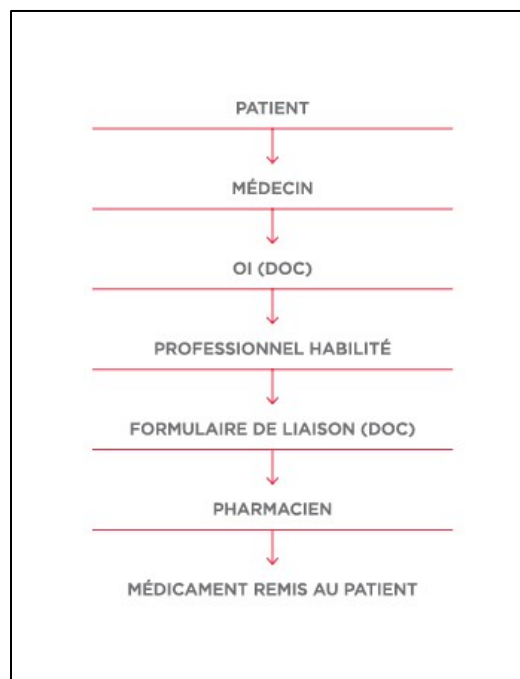 PATIENT
MÉDECIN
OI (DOC)
PROFESSIONNEL HABILITÉ
FORMULAIRE DE LIAISON (DOC)
PHARMACIEN
MÉDICAMENT REMIS AU PATIENT